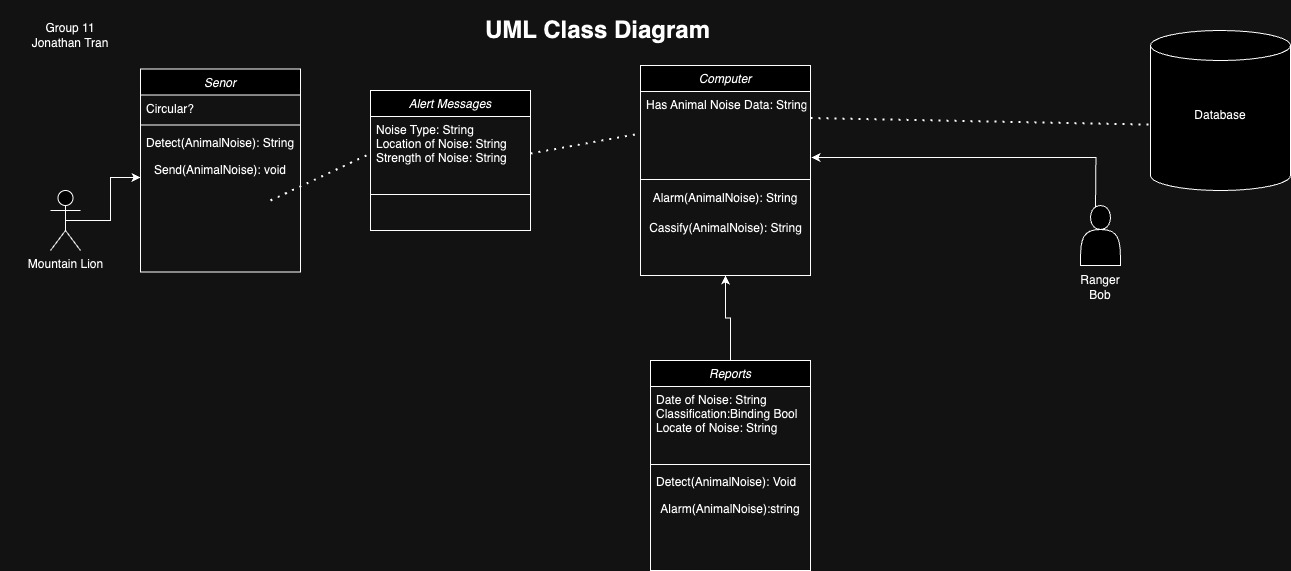 Group 11
Jonathan Tran
UML Class Diagram
Senor
Circular?
Detect(AnimalNoise): String
Send(AnimalNoise): void
Mountain Lion
Alert Messages
Noise Type: String
Location of Noise: String
Strength of Noise: String
Computer
Has Animal Noise Data: String
Alarm(AnimalNoise): String
Cassify(AnimalNoise): String
Database
Ranger
Bob
Reports
Date of Noise: String
Classification:Binding Bool
Locate of Noise: String
Detect(AnimalNoise): Void
Alarm(AnimalNoise):string